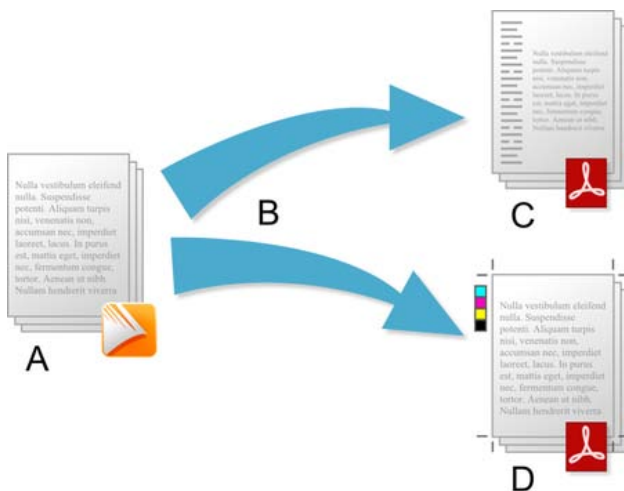 Nulla vestibulum eleifend
nulla. Suspendisse
potenti. Aliquam turpis
nisi, venenatis non,
accumsan nec, imperdiet
laoreet, lacus. In purus
est, mattis eget, imperdiet
nec, fermentum congue,
tortor. Aenean ut nibh.
Nullam hendrerit viverra
A
B
Nulla vestibulum eleifend
nulla. Suspendisse
potenti. Aliquam turpis
nisi, venenatis non,
accumsan nec, imperdiet
laoreet, lacus. In purus
est, mattis eget, imperdiet
nec, fermentum congue,
tortor. Aenean ut nibh.
Nullam hendrerit viverra
C
Nulla vestibulum eleifend
nulla. Suspendisse
potenti. Aliquam turpis
nisi, venenatis non,
accumsan nec, imperdiet
laoreet, lacus. In purus
est, mattis eget, imperdiet
nec, fermentum congue,
tortor. Aenean ut nibh.
Nullam hendrerit viverra
D